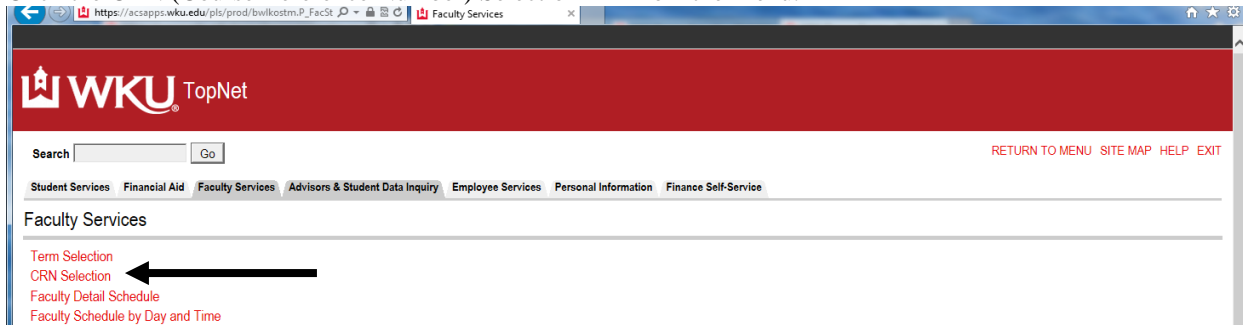 https://acsapps.wku.edu/pls/prod/bwlkostm.P_FacSt Faculty Services
WKU® TopNet
Search Go
RETURN TO MENU SITE MAP HELP EXIT
Student Services Financial Aid Faculty Services Advisors & Student Data Inquiry Employee Services Personal Information Finance Self-Service
Faculty Services
Term Selection
CRN Selection
Faculty Detail Schedule
Faculty Schedule by Day and Time